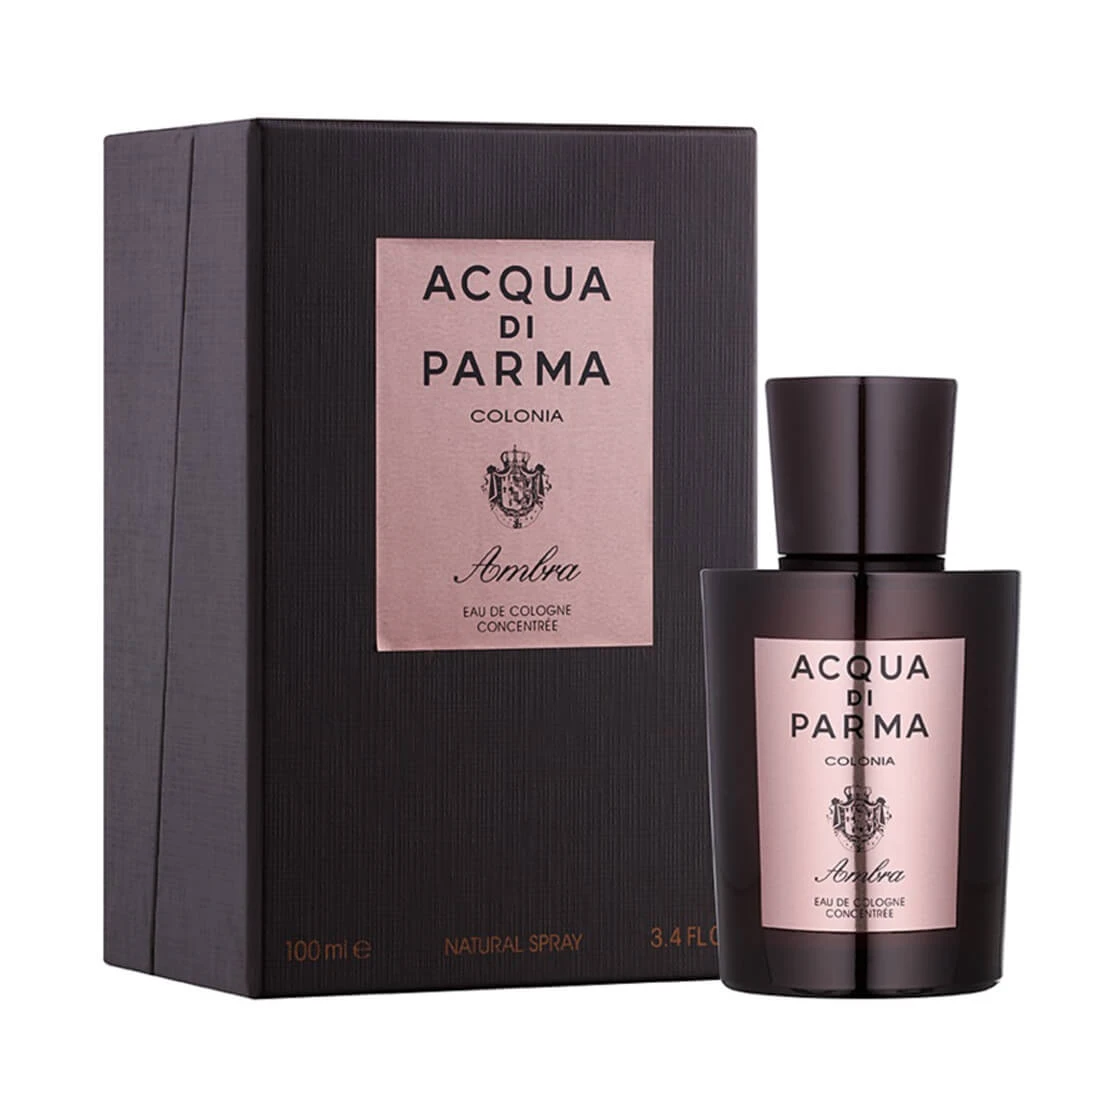 ACQUA
DI
PARMA
COLONIA
Ambra
EAU DE COLOGNE
CONCENTRÉE
100 ml e
NATURAL SPRAY
3.4 FL
ACQUA
DI
PARMA
COLONIA
Ambra
EAU DE COLOGNE
CONCENTRÉE